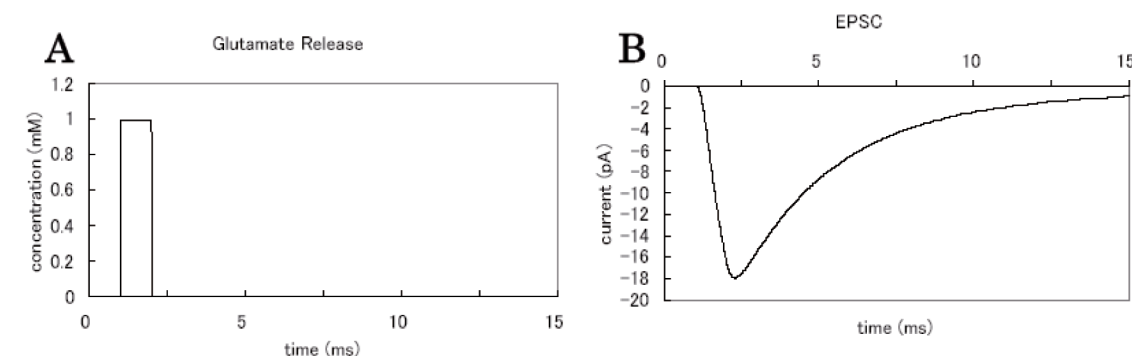 A
Glutamate Release
1.2
1
0.8
0.6
0.4
0.2
0
concentration (mM)
0 5 10 15
time (ms)
B
EPSC
0 5 10 15
0
-2
-4
-6
-8
-10
-12
-14
-16
-18
-20
current (pA)
time (ms)